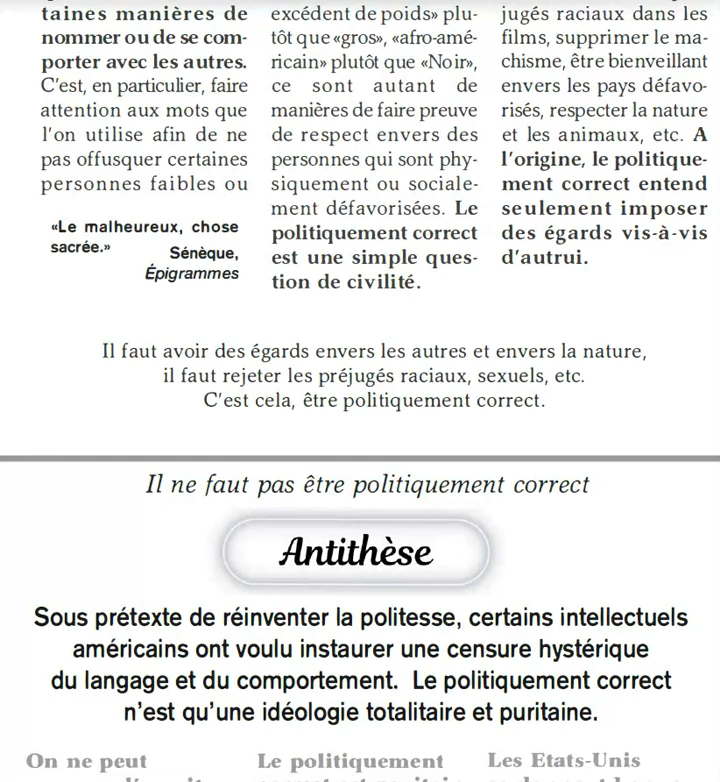 taines manières de
nommer ou de se com-
porter avec les autres.
C'est, en particulier, faire
attention aux mots que
l'on utilise afin de ne
pas offusquer certaines
personnes faibles ou
«Le malheureux, chose
sacrée.»
Sénèque,
Épigrammes
excédent de poids» plu-
tôt que «gros», «afro-amé-
ricain» plutôt que «Noir»,
ce sont autant de
manières de faire preuve
de respect envers des
personnes qui sont phy-
siquement ou sociale-
ment défavorisées. Le
politiquement correct
est une simple ques-
tion de civilité.
jugés raciaux dans les
films, supprimer le ma-
chisme, être bienveillant
envers les pays défavo-
risés, respecter la nature
et les animaux, etc. A
l'origine, le politique-
ment correct entend
seulement imposer
des égards vis-à-vis
d'autrui.
Il faut avoir des égards envers les autres et envers la nature,
il faut rejeter les préjugés raciaux, sexuels, etc.
C'est cela, être politiquement correct.
Il ne faut pas être politiquement correct
Antithèse
Sous prétexte de réinventer la politesse, certains intellectuels
américains ont voulu instaurer une censure hystérique
du langage et du comportement. Le politiquement correct
n'est qu'une idéologie totalitaire et puritaine.
On ne peut
Le politiquement
Les Etats-Unis